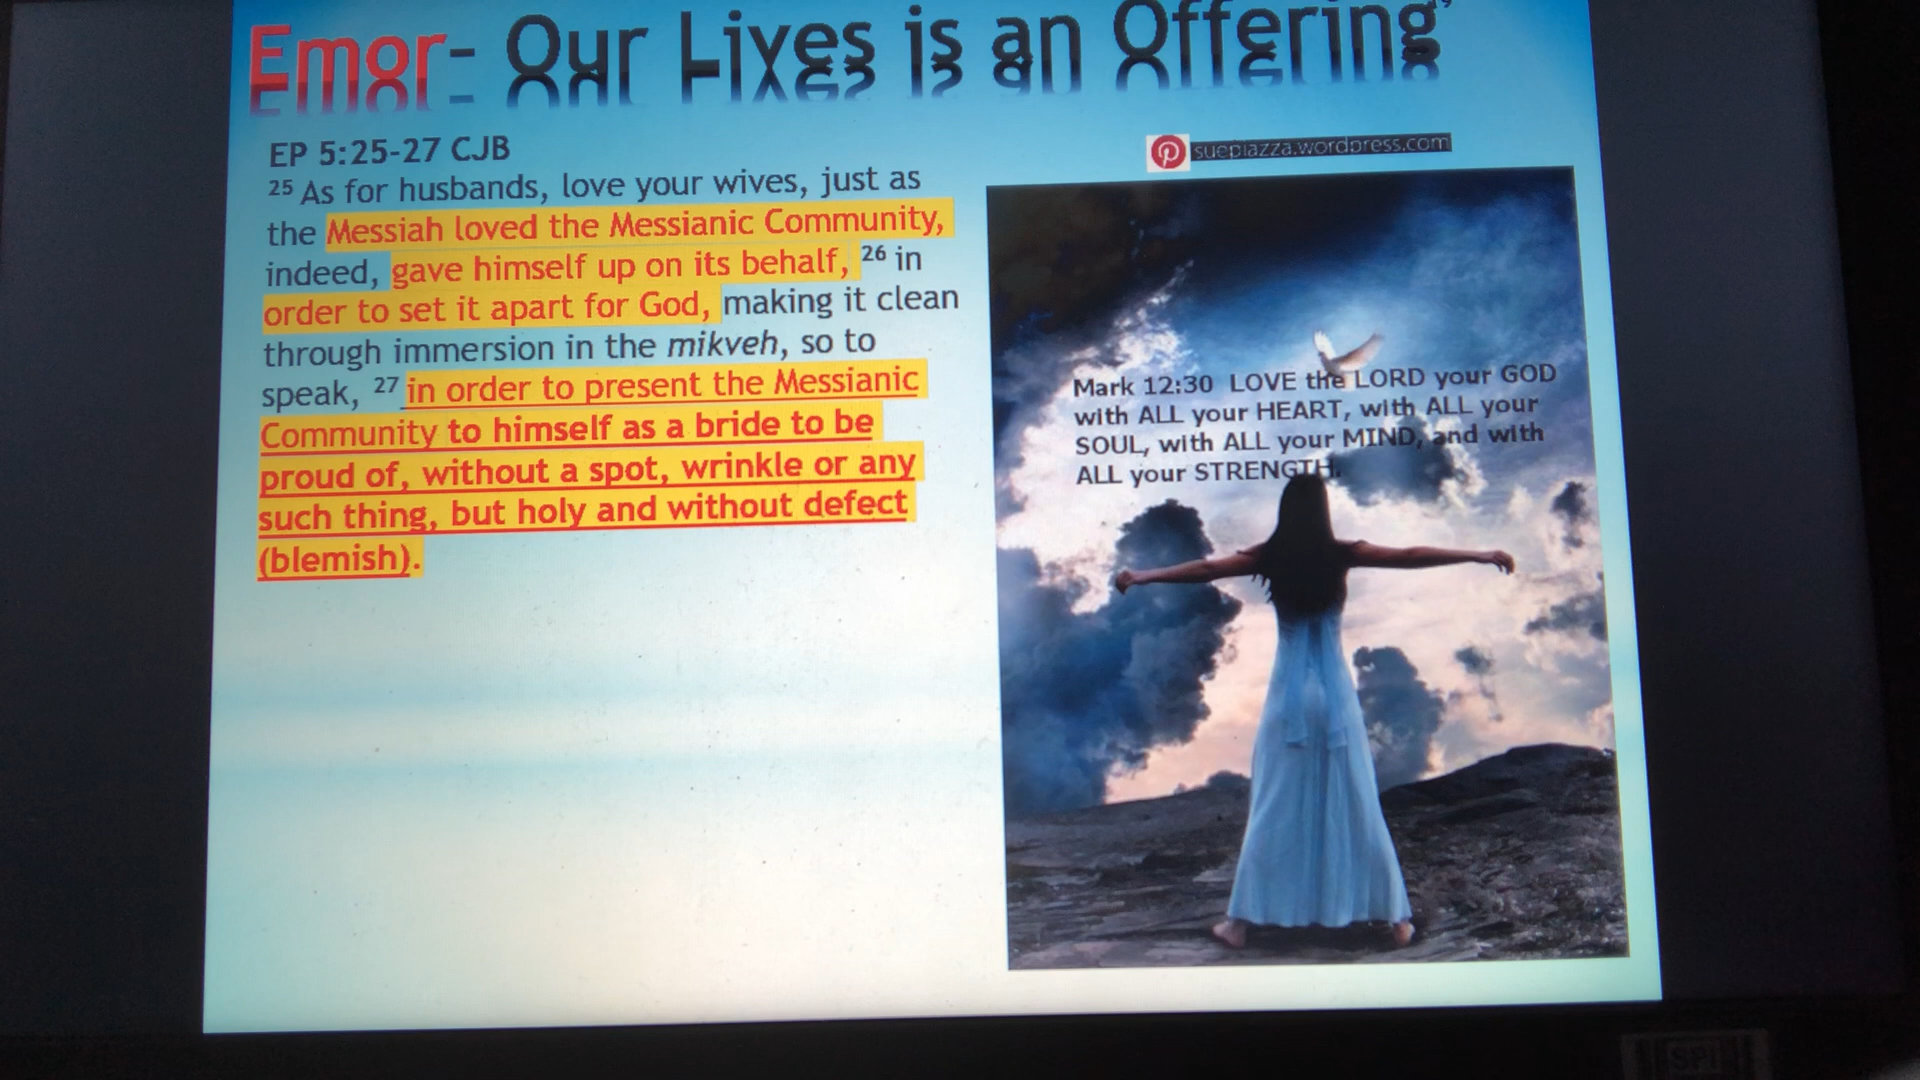 Emor- Our Lives is an Offering’
EP 5:25-27 CJB
25 As for husbands, love your wives, just as
the Messiah loved the Messianic Community,
indeed, gave himself up on its behalf, 26 in
order to set it apart for God, making it clean
through immersion in the mikveh, so to
speak, 27 in order to present the Messianic
Community to himself as a bride to be
proud of, without a spot, wrinkle or any
such thing, but holy and without defect
(blemish).
suepiazza.wordpress.com
Mark 12:30 LOVE the LORD your GOD
with ALL your HEART, with ALL your
SOUL, with ALL your MIND, and with
ALL your STRENGTH.
SPI